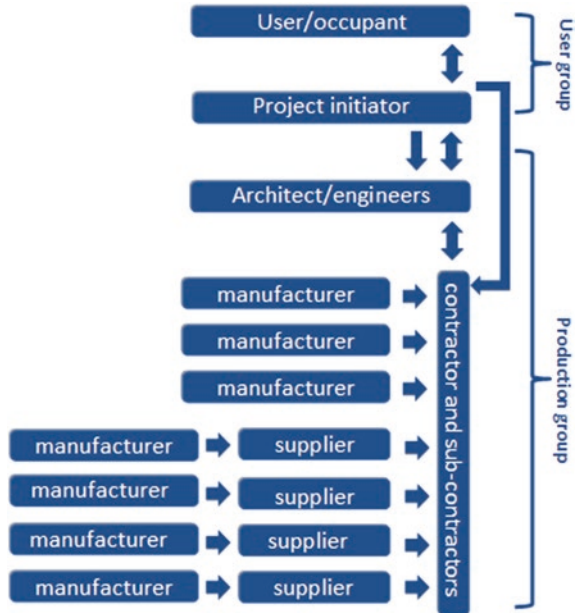 User/occupant
Project initiator
Architect/engineers
manufacturer
manufacturer
manufacturer
manufacturer
supplier
manufacturer
supplier
manufacturer
supplier
manufacturer
supplier
contractor and sub-contractors
User group
Production group